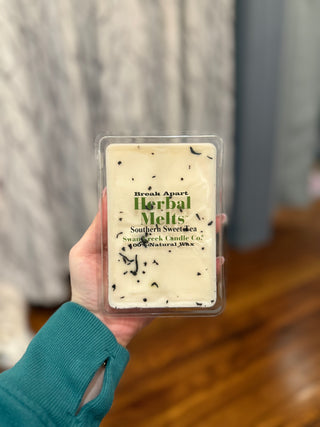 Break Apart
Herbal
Melts
Southern Sweet Tea
Swan Creek Candle Co.
100% Natural Wax